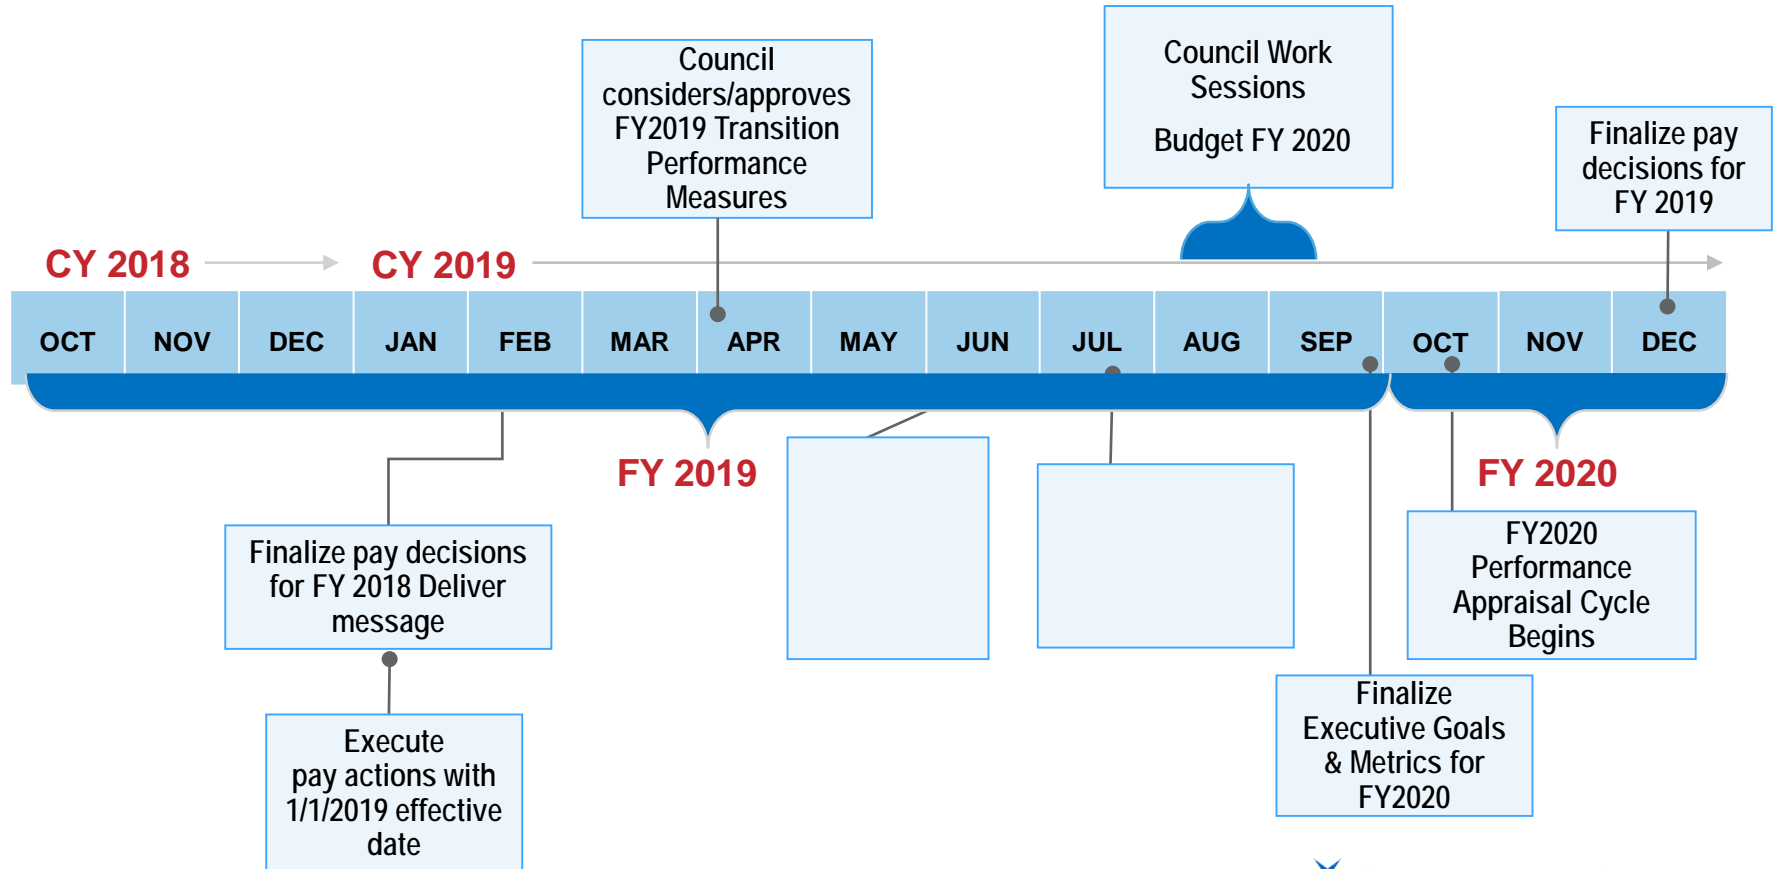 Council
considers/approves
FY2019 Transition
Performance
Measures
Council Work
Sessions
Budget FY 2020
Finalize pay
decisions for
FY 2019
CY 2018
CY 2019
OCT NOV DEC JAN FEB MAR APR MAY JUN JUL AUG SEP OCT NOV DEC
FY 2019
FY 2020
Finalize pay decisions
for FY 2018 Deliver
message
Execute
pay actions with
1/1/2019 effective
date
FY2020
Performance
Appraisal Cycle
Begins
Finalize
Executive Goals
& Metrics for
FY2020